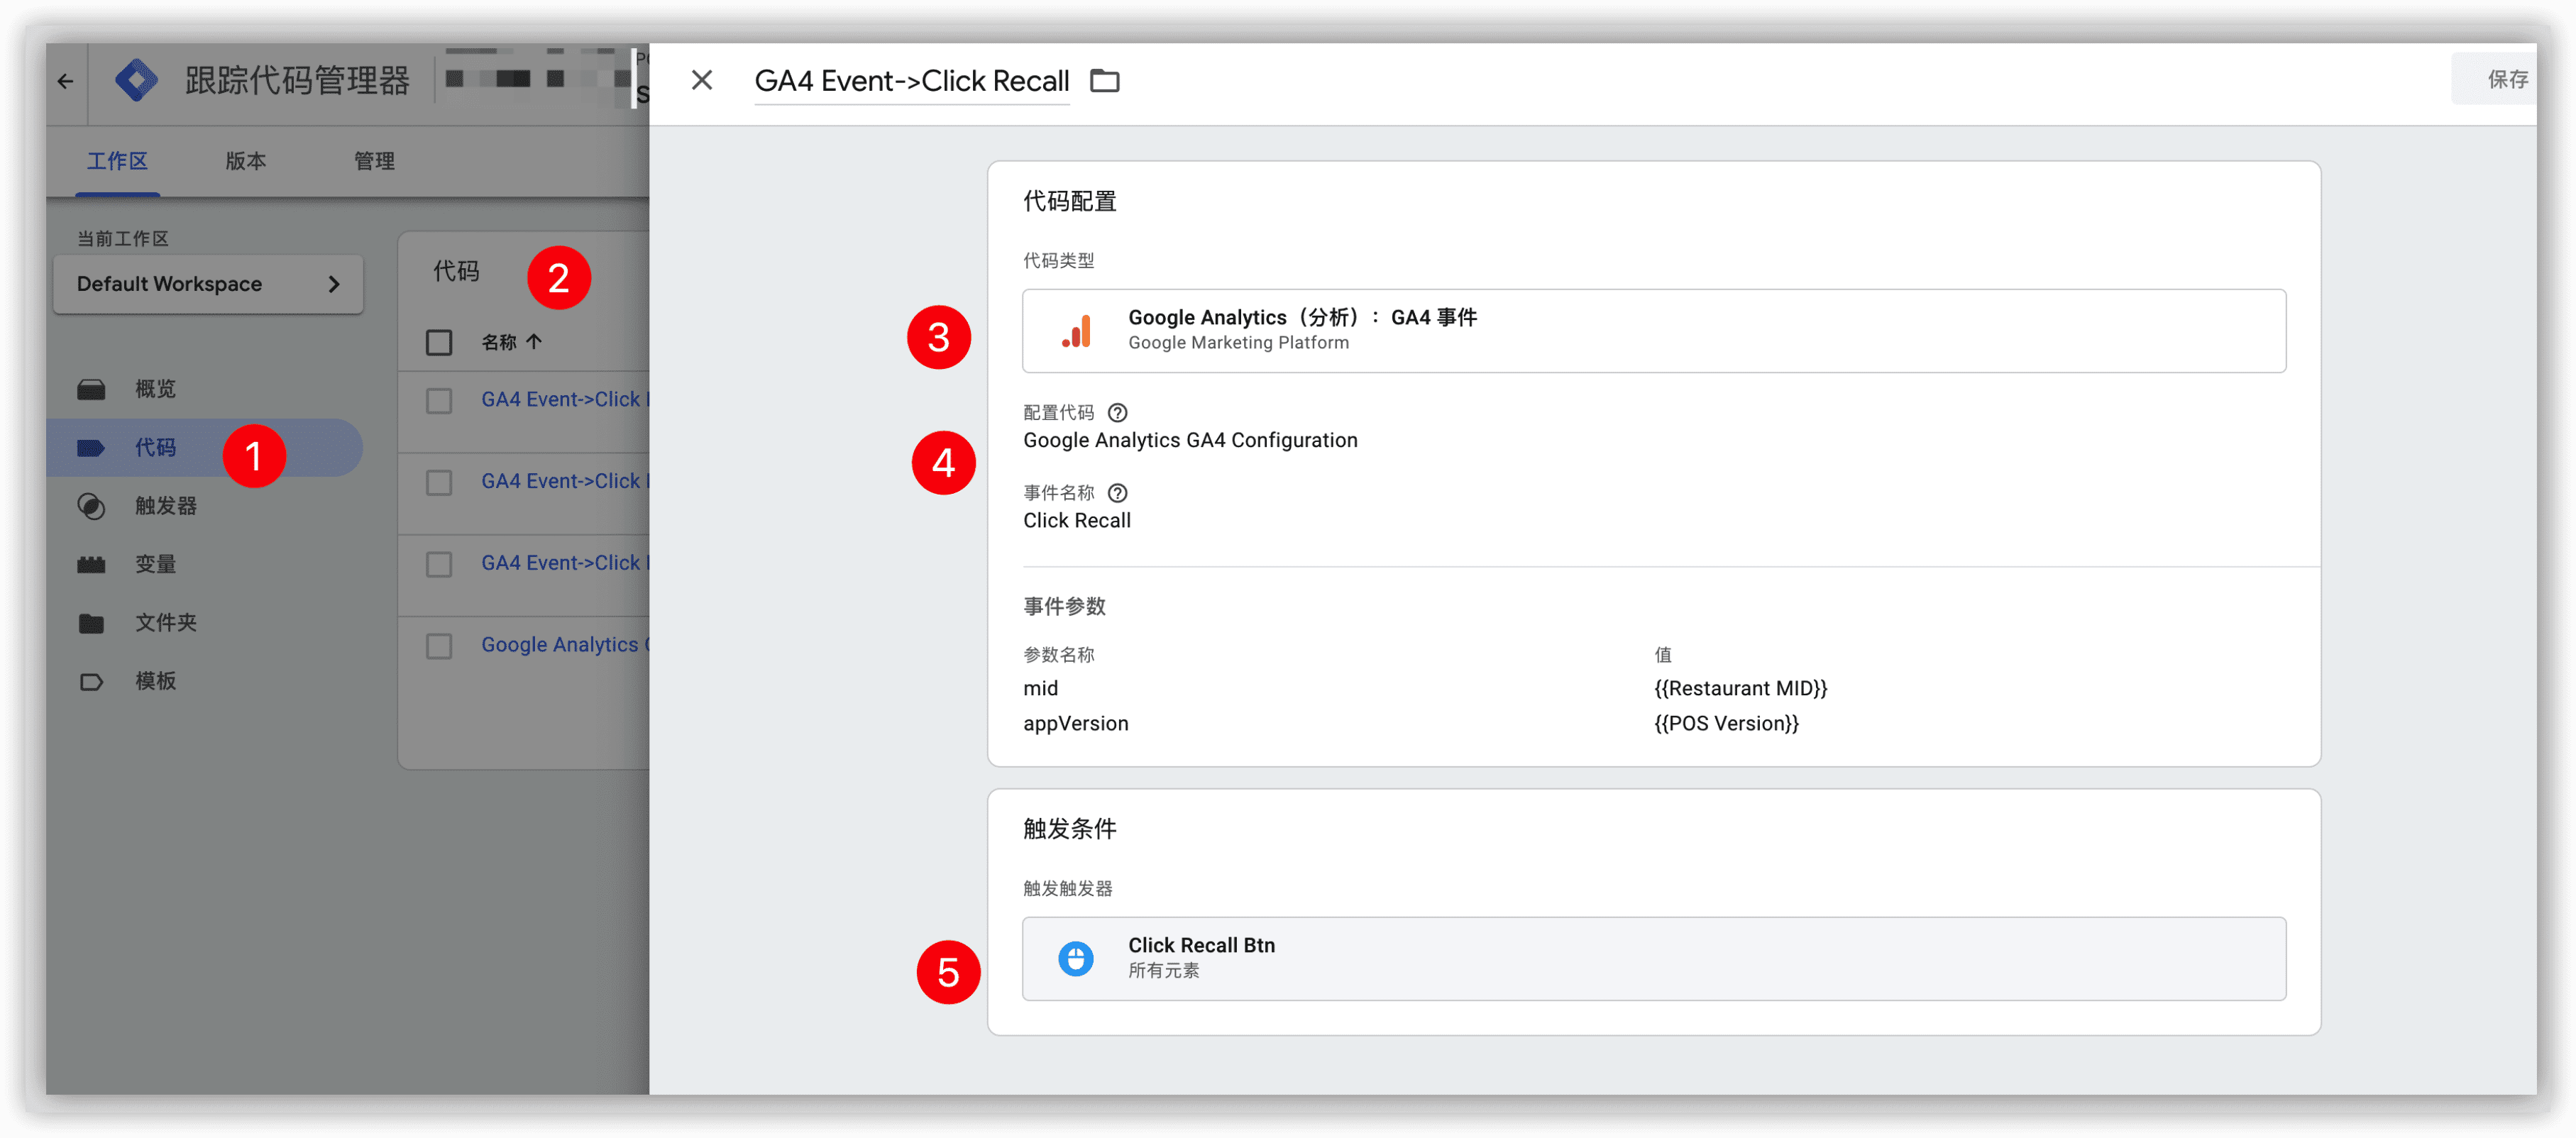 跟踪代码管理器
GA4 Event->Click Recall
保存
工作区
版本
管理
当前工作区
Default Workspace
概览
代码
1
触发器
变量
文件夹
模板
代码
2
名称
GA4 Event->Click
GA4 Event->Click
GA4 Event->Click
Google Analytics
代码配置
代码类型
3
Google Analytics（分析）： GA4 事件
Google Marketing Platform
配置代码
4
Google Analytics GA4 Configuration
事件名称
Click Recall
事件参数
参数名称
值
mid
{{Restaurant MID}}
appVersion
{{POS Version}}
触发条件
触发触发器
5
Click Recall Btn
所有元素